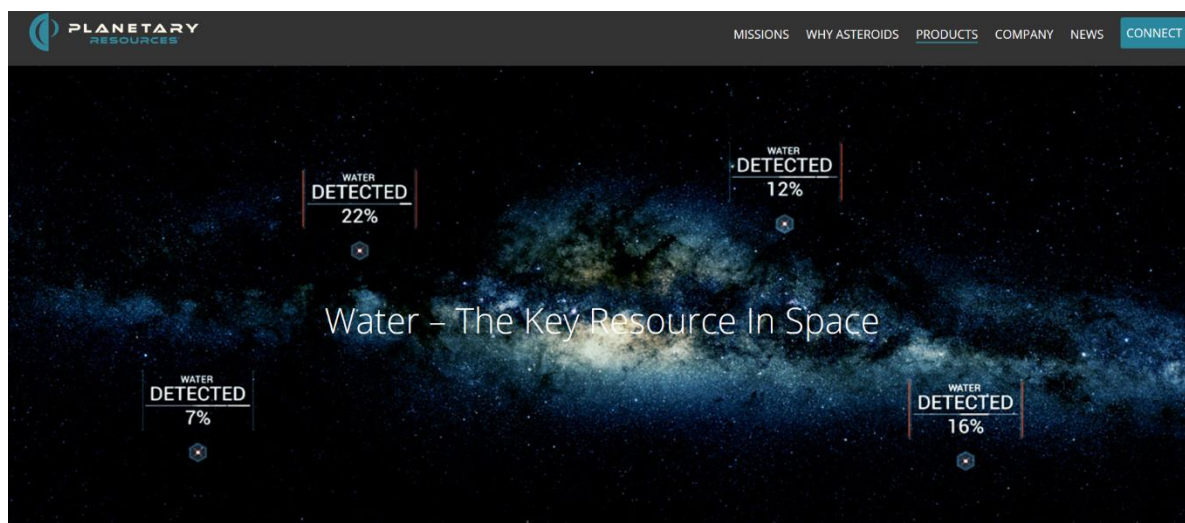 PLANETARY
RESOURCES
MISSIONS WHY ASTEROIDS PRODUCTS COMPANY NEWS CONNECT
WATER
DETECTED
22%
WATER
DETECTED
12%
Water – The Key Resource In Space
WATER
DETECTED
7%
WATER
DETECTED
16%